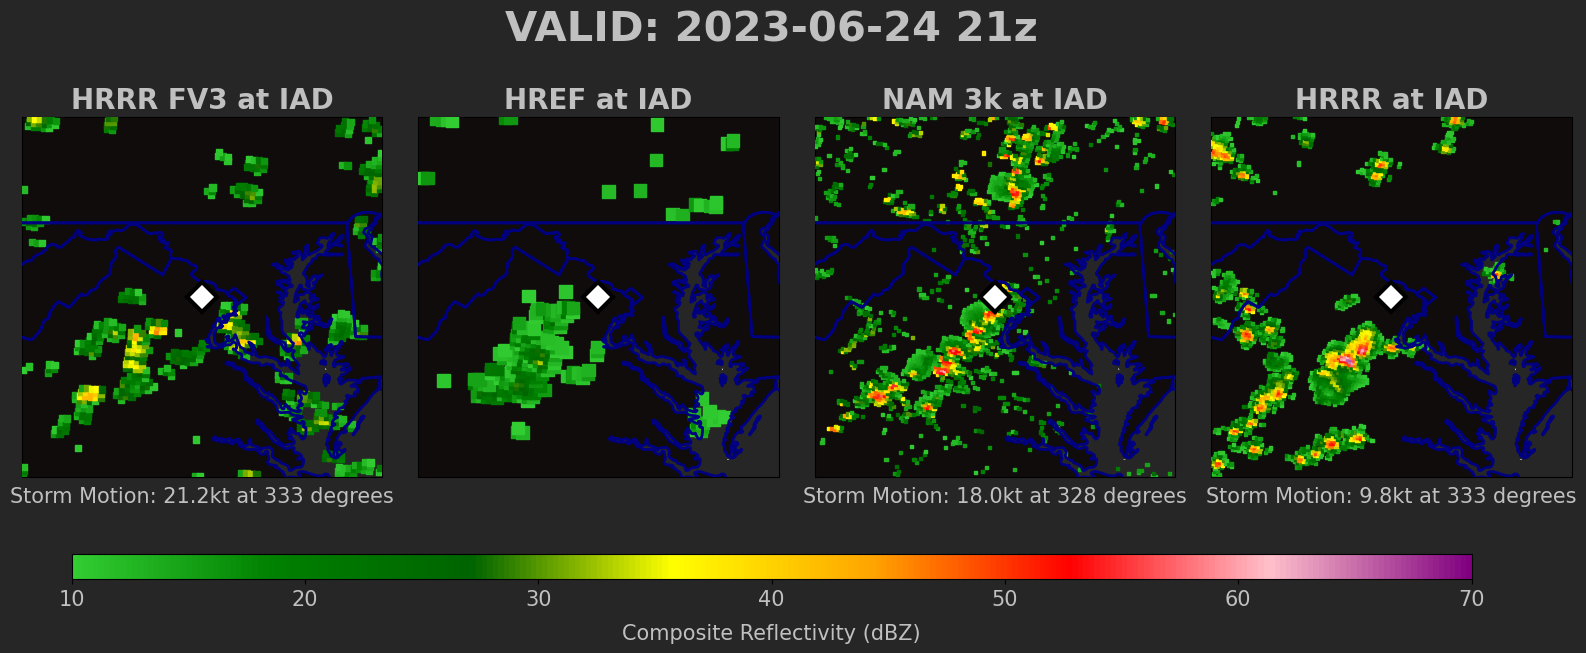 VALID: 2023-06-24 21z
HRRR FV3 at IAD
HREF at IAD
NAM 3k at IAD
HRRR at IAD
Storm Motion: 21.2kt at 333 degrees
Storm Motion: 18.0kt at 328 degrees
Storm Motion: 9.8kt at 333 degrees
10 20 30 40 50 60 70
Composite Reflectivity (dBZ)